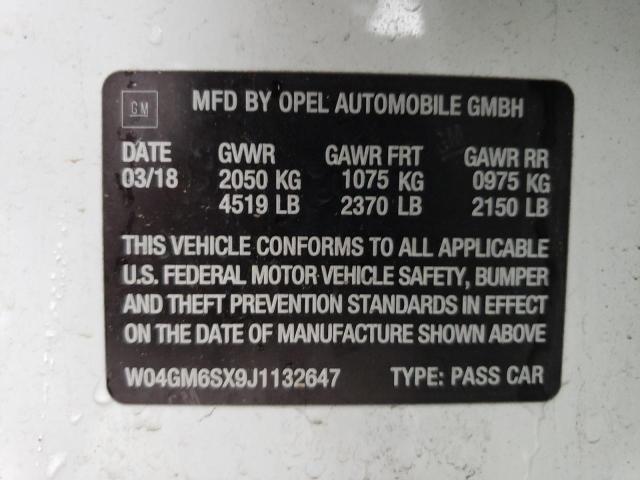 GM MFD BY OPEL AUTOMOBILE GMBH
DATE GVWR GAWR FRT GAWR RR
03/18 2050 KG 1075 KG 0975 KG
4519 LB 2370 LB 2150 LB
THIS VEHICLE CONFORMS TO ALL APPLICABLE
U.S. FEDERAL MOTOR VEHICLE SAFETY, BUMPER
AND THEFT PREVENTION STANDARDS IN EFFECT
ON THE DATE OF MANUFACTURE SHOWN ABOVE
W04GM6SX9J1132647 TYPE: PASS CAR